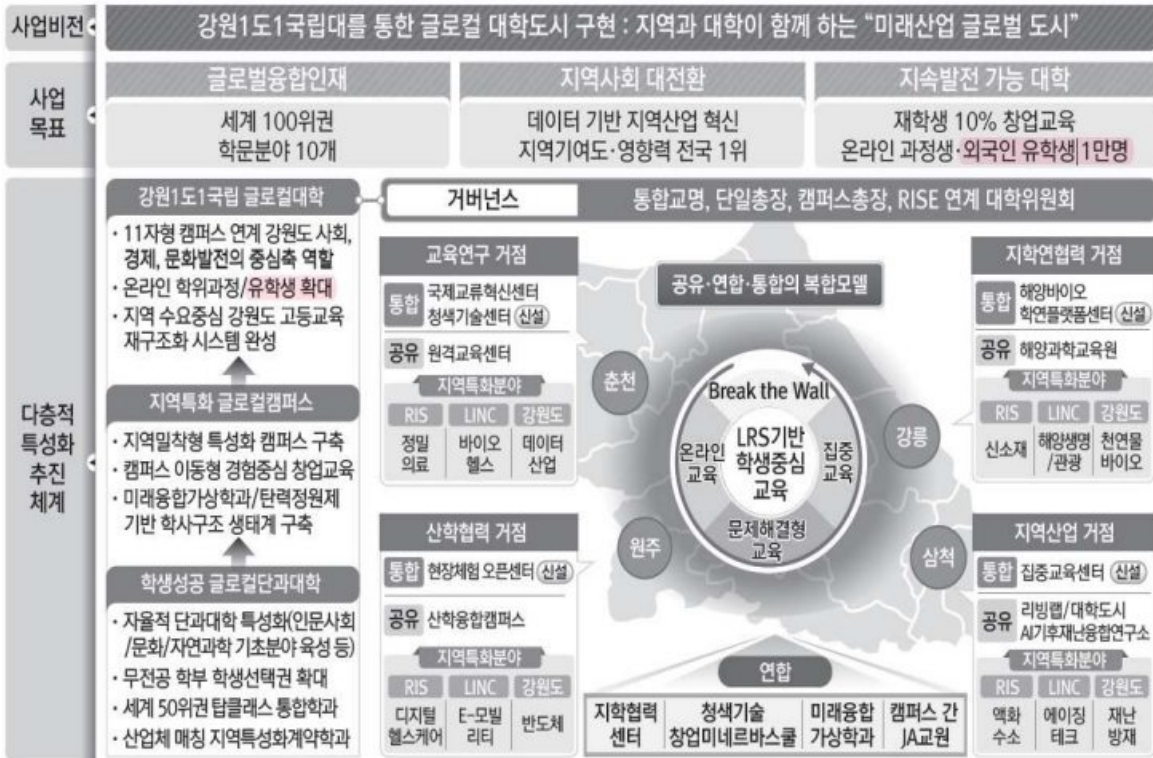 사업비전
강원1도1국립대를 통한 글로컬 대학도시 구현 : 지역과 대학이 함께 하는 “미래산업 글로벌 도시”
사업
목표
글로벌융합인재
세계 100위권
학문분야 10개
지역사회 대전환
데이터 기반 지역산업 혁신
지역기여도·영향력 전국 1위
지속발전 가능 대학
재학생 10% 창업교육
온라인 과정생·외국인 유학생 1만명
다층적
특성화
추진
체계
강원1도1국립 글로컬대학
· 11자형 캠퍼스 연계 강원도 사회,
경제, 문화발전의 중심축 역할
· 온라인 학위과정/유학생 확대
· 지역 수요중심 강원도 고등교육
재구조화 시스템 완성
지역특화 글로컬캠퍼스
· 지역밀착형 특성화 캠퍼스 구축
· 캠퍼스 이동형 경험중심 창업교육
· 미래융합가상학과/탄력정원제
기반 학사구조 생태계 구축
학생성공 글로컬단과대학
· 자율적 단과대학 특성화(인문사회
/문화/자연과학 기초분야 육성 등)
· 무전공 학부 학생선택권 확대
· 세계 50위권 탑클래스 통합학과
· 산업체 매칭 지역특성화계약학과
거버넌스
통합교명, 단일총장, 캠퍼스총장, RISE 연계 대학위원회
교육연구 거점
통합 국제교류혁신센터
청색기술센터 신설
공유 원격교육센터
지역특화분야
RIS LINC 강원도
정밀 바이오 데이터
의료 헬스 산업
공유·연합·통합의 복합모델
춘천
강릉
원주
삼척
Break the Wall
온라인
교육
LRS기반
학생중심
교육
집중
교육
문제해결형
교육
지학연협력 거점
통합 해양바이오
학연플랫폼센터 신설
공유 해양과학교육원
지역특화분야
RIS LINC 강원도
신소재 해양생명 천연물
/관광 바이오
산학협력 거점
통합 현장체험 오픈센터 신설
공유 산학융합캠퍼스
지역특화분야
RIS LINC 강원도
디지털 E-모빌 반도체
헬스케어 리티
연합
지학협력 청색기술 미래융합 캠퍼스 간
센터 창업미네르바스쿨 가상학과 JA교원
지역산업 거점
통합 집중교육센터 신설
공유 리빙랩/대학도시
AI기후재난융합연구소
지역특화분야
RIS LINC 강원도
액화 에이징 재난
수소 테크 방재